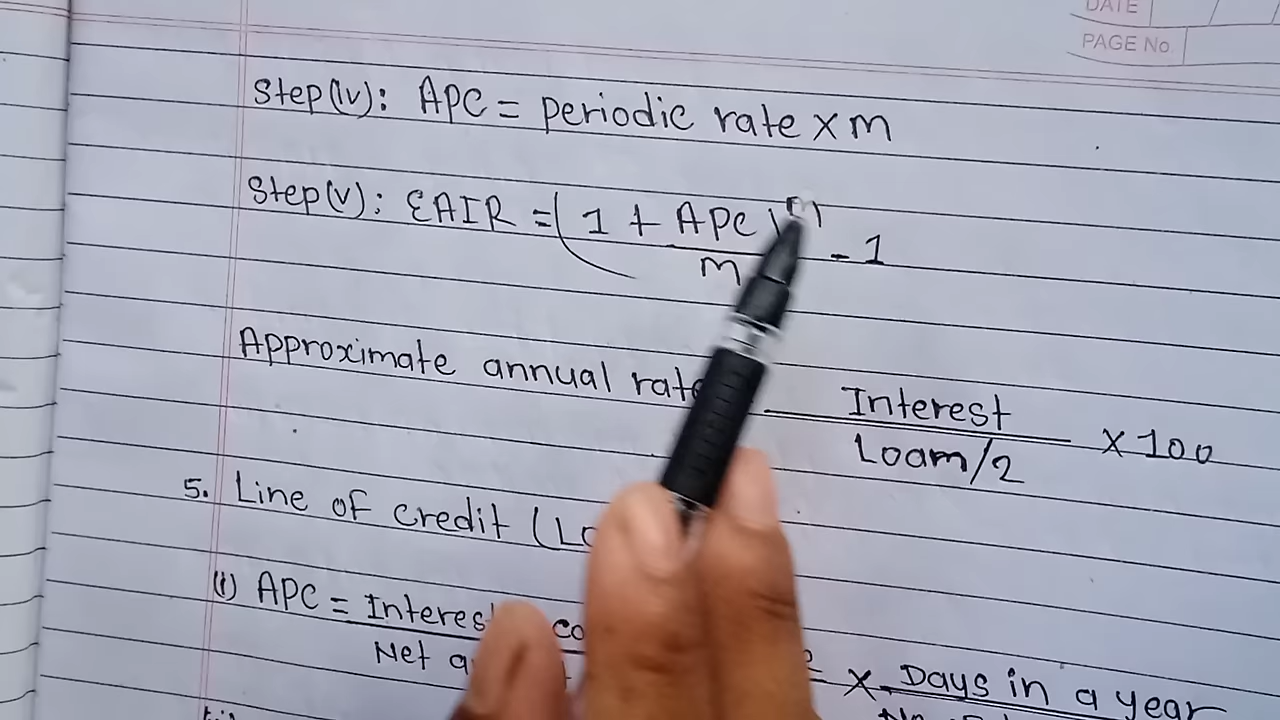 DATE
PAGE No
Step(iv): APC = periodic rate x m
Step(v): EAIR = ( 1 + APC / m )^m - 1
Approximate annual rate Interest / Loam/2 x 100
5. Line of credit
(i) APC = Interest / Net x Days in a year